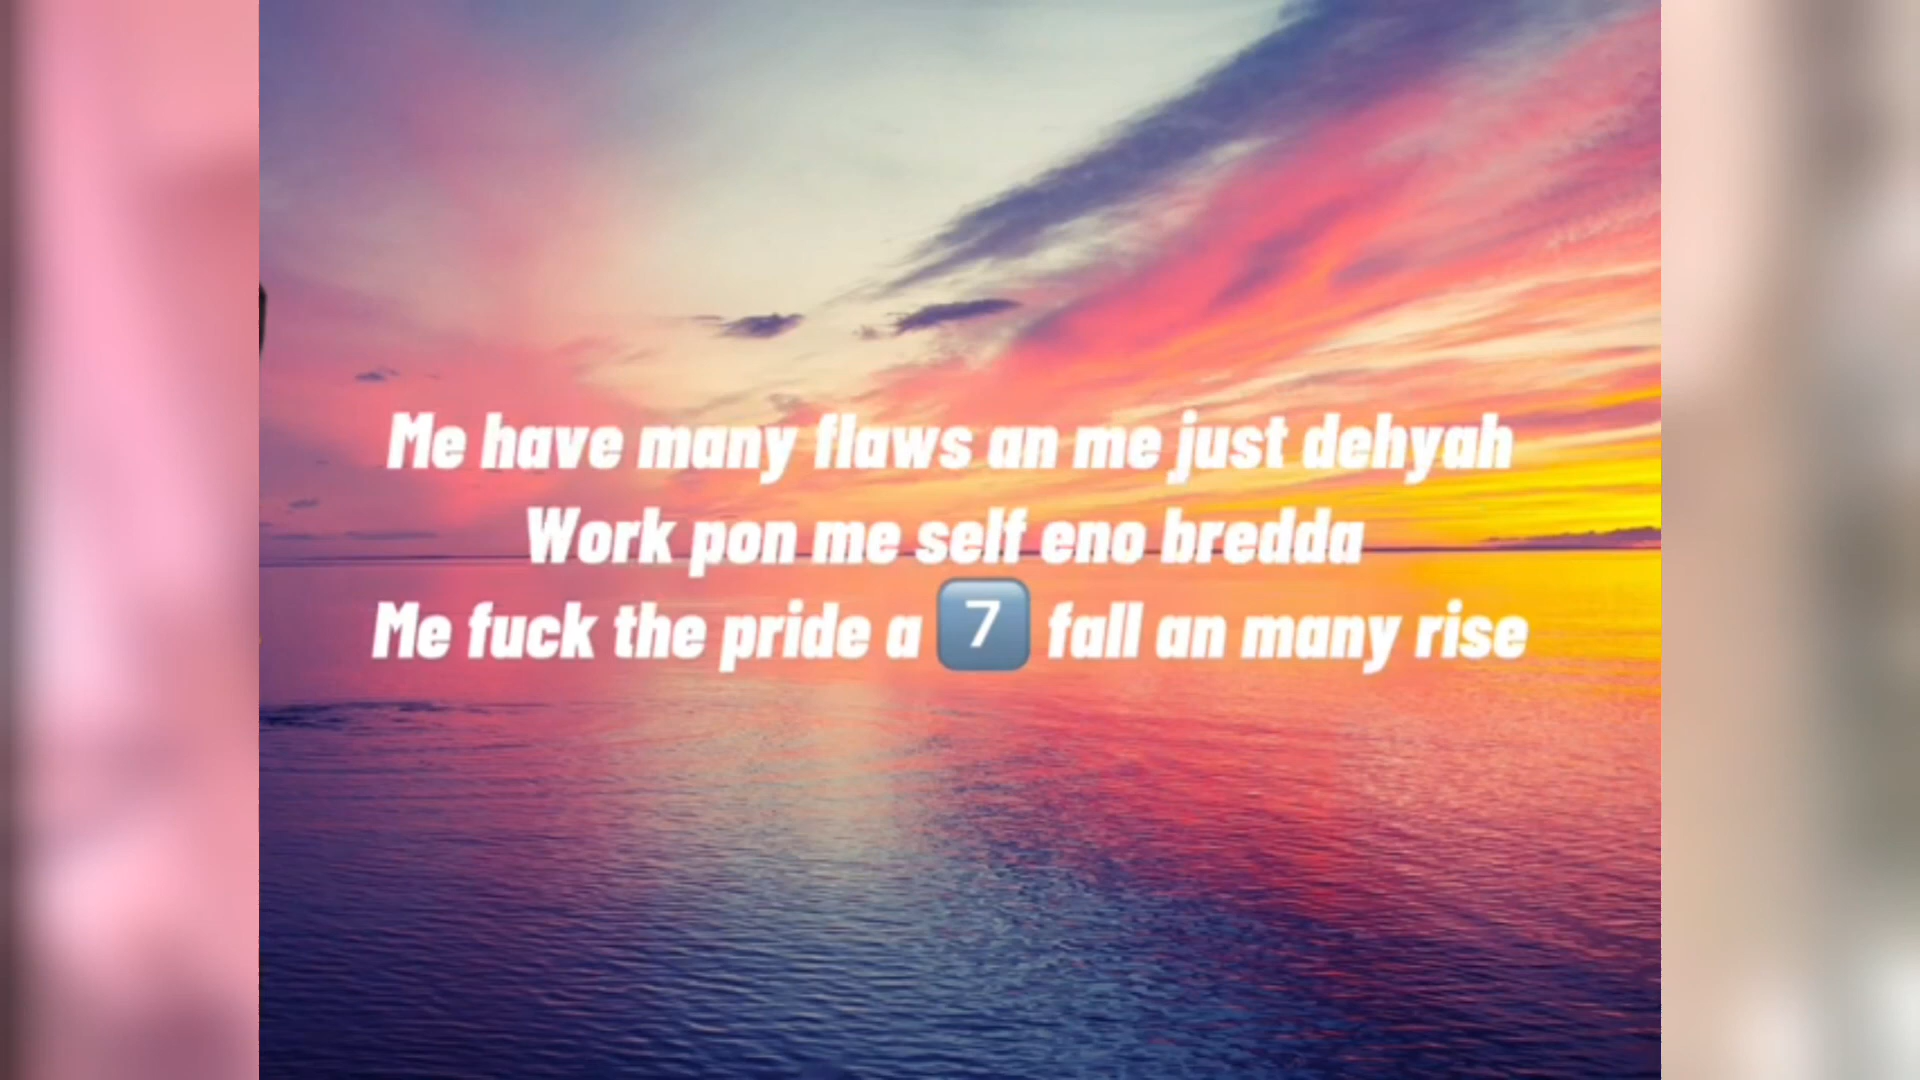 Me have many flaws an me just dehyah
Work pon me self eno bredda
Me fuck the pride a 7️⃣ fall an many rise